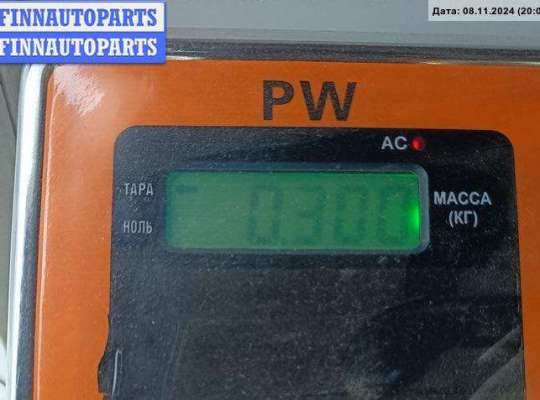 FINNAUTOPARTS
FINNAUTOPARTS
Дата: 08.11.2024 (20:0
PW
AC
ТАРА
НОЛЬ
0.300
МАССА
(КГ)